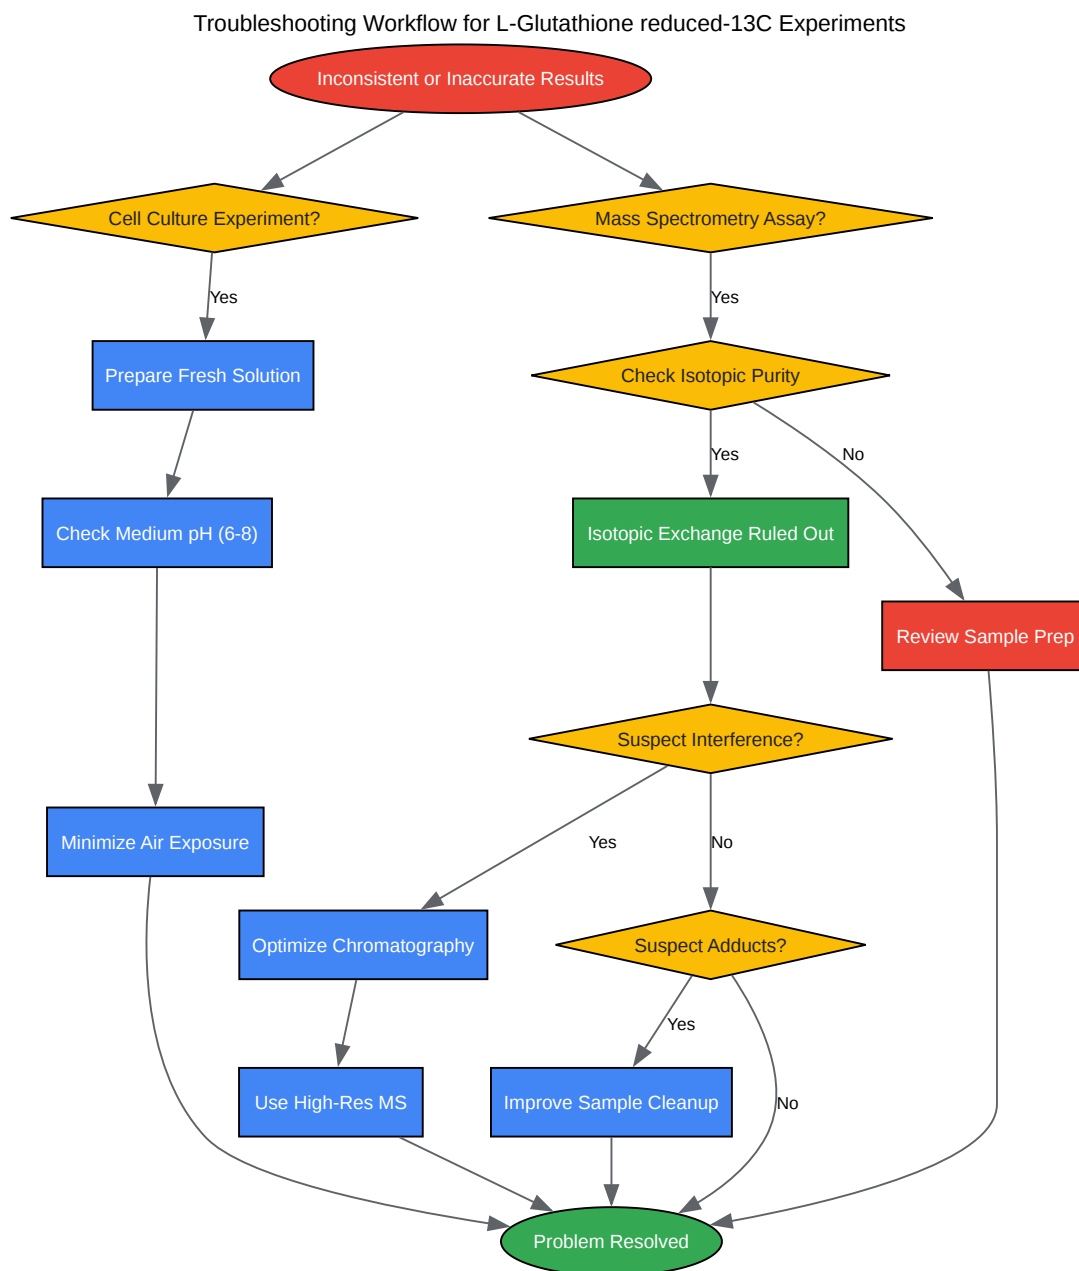 Troubleshooting Workflow for L-Glutathione reduced-13C Experiments
Inconsistent or Inaccurate Results
Cell Culture Experiment?
Mass Spectrometry Assay?
Yes
Yes
Prepare Fresh Solution
Check Isotopic Purity
Yes
No
Check Medium pH (6-8)
Isotopic Exchange Ruled Out
Review Sample Prep
Suspect Interference?
Minimize Air Exposure
Yes
No
Optimize Chromatography
Suspect Adducts?
Yes
Use High-Res MS
Improve Sample Cleanup
No
Problem Resolved